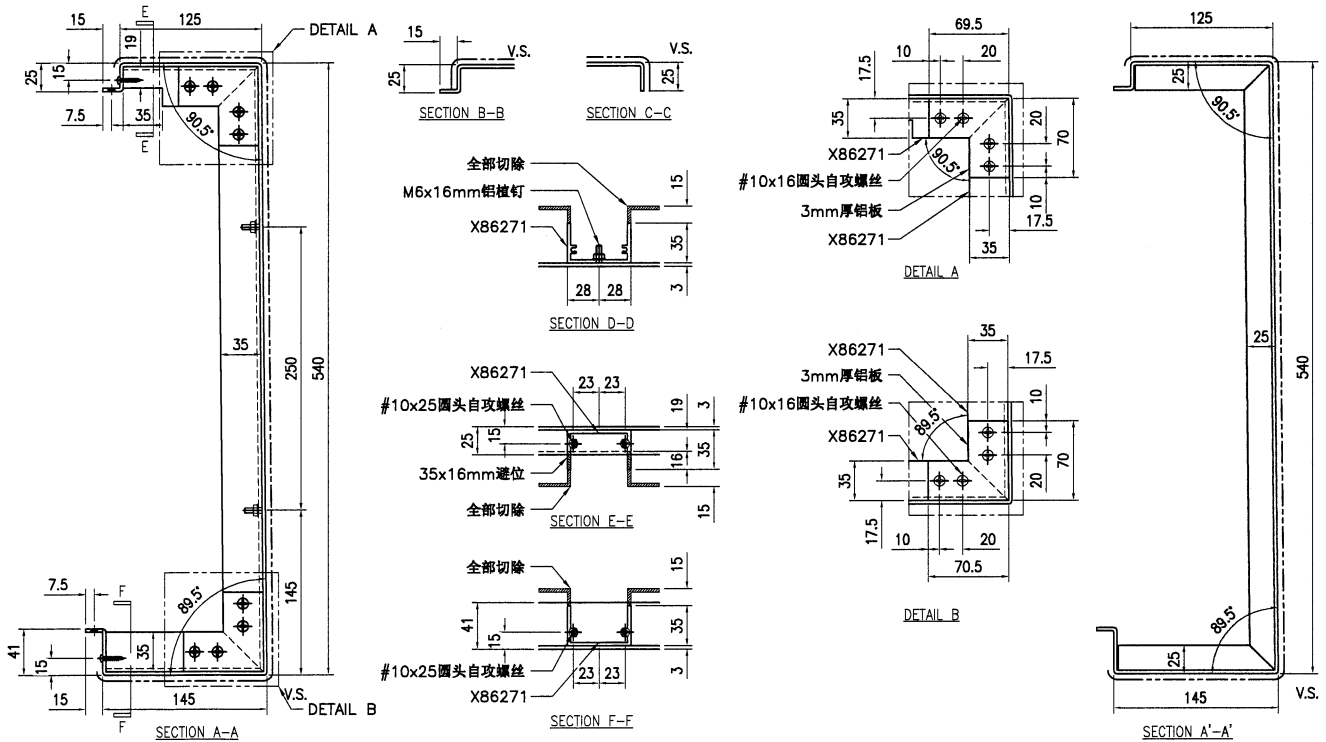 E
15
125
DETAIL A
19
25
15
7.5
35
E
90.5°
35
250
540
145
89.5°
7.5
F
41
15
35
15
145
V.S.
DETAIL B
F
SECTION A-A
15
V.S.
25
SECTION B-B
V.S.
25
SECTION C-C
全部切除
M6x16mm铝植钉
X86271
15
35
3
28
28
SECTION D-D
X86271
23
23
#10x25圆头自攻螺丝
19
3
25
15
35
16
35x16mm避位
全部切除
15
SECTION E-E
全部切除
15
41
15
35
3
#10x25圆头自攻螺丝
23
23
X86271
SECTION F-F
69.5
10
20
17.5
35
20
70
X86271
90.5°
#10x16圆头自攻螺丝
3mm厚铝板
10
X86271
17.5
35
DETAIL A
35
X86271
17.5
3mm厚铝板
10
#10x16圆头自攻螺丝
89.5°
X86271
70
35
20
17.5
10
20
70.5
DETAIL B
125
25
90.5°
25
540
89.5°
25
145
V.S.
SECTION A'-A'